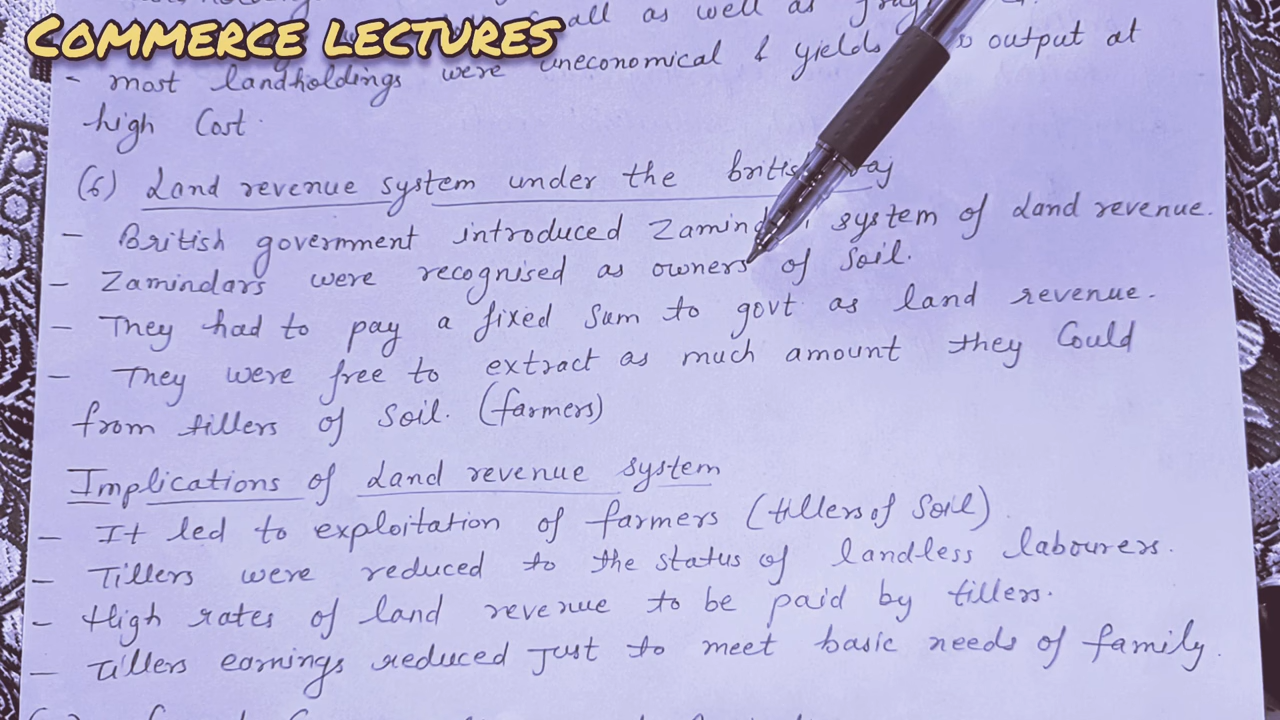 COMMERCE LECTURES
all as well as
- most landholdings were uneconomical & yields output at
high Cost.
(6) Land revenue system under the british raj
- British government introduced Zamindari system of Land revenue.
- Zamindars were recognised as owners of Soil.
- They had to pay a fixed sum to govt as land revenue.
- They were free to extract as much amount they Could
from tillers of Soil. (farmers)
Implications of Land revenue system
- It led to exploitation of farmers (tillers of Soil)
- Tillers were reduced to the status of landless labourers.
- High rates of land revenue to be paid by tillers.
- Tillers earnings reduced Just to meet basic needs of family.